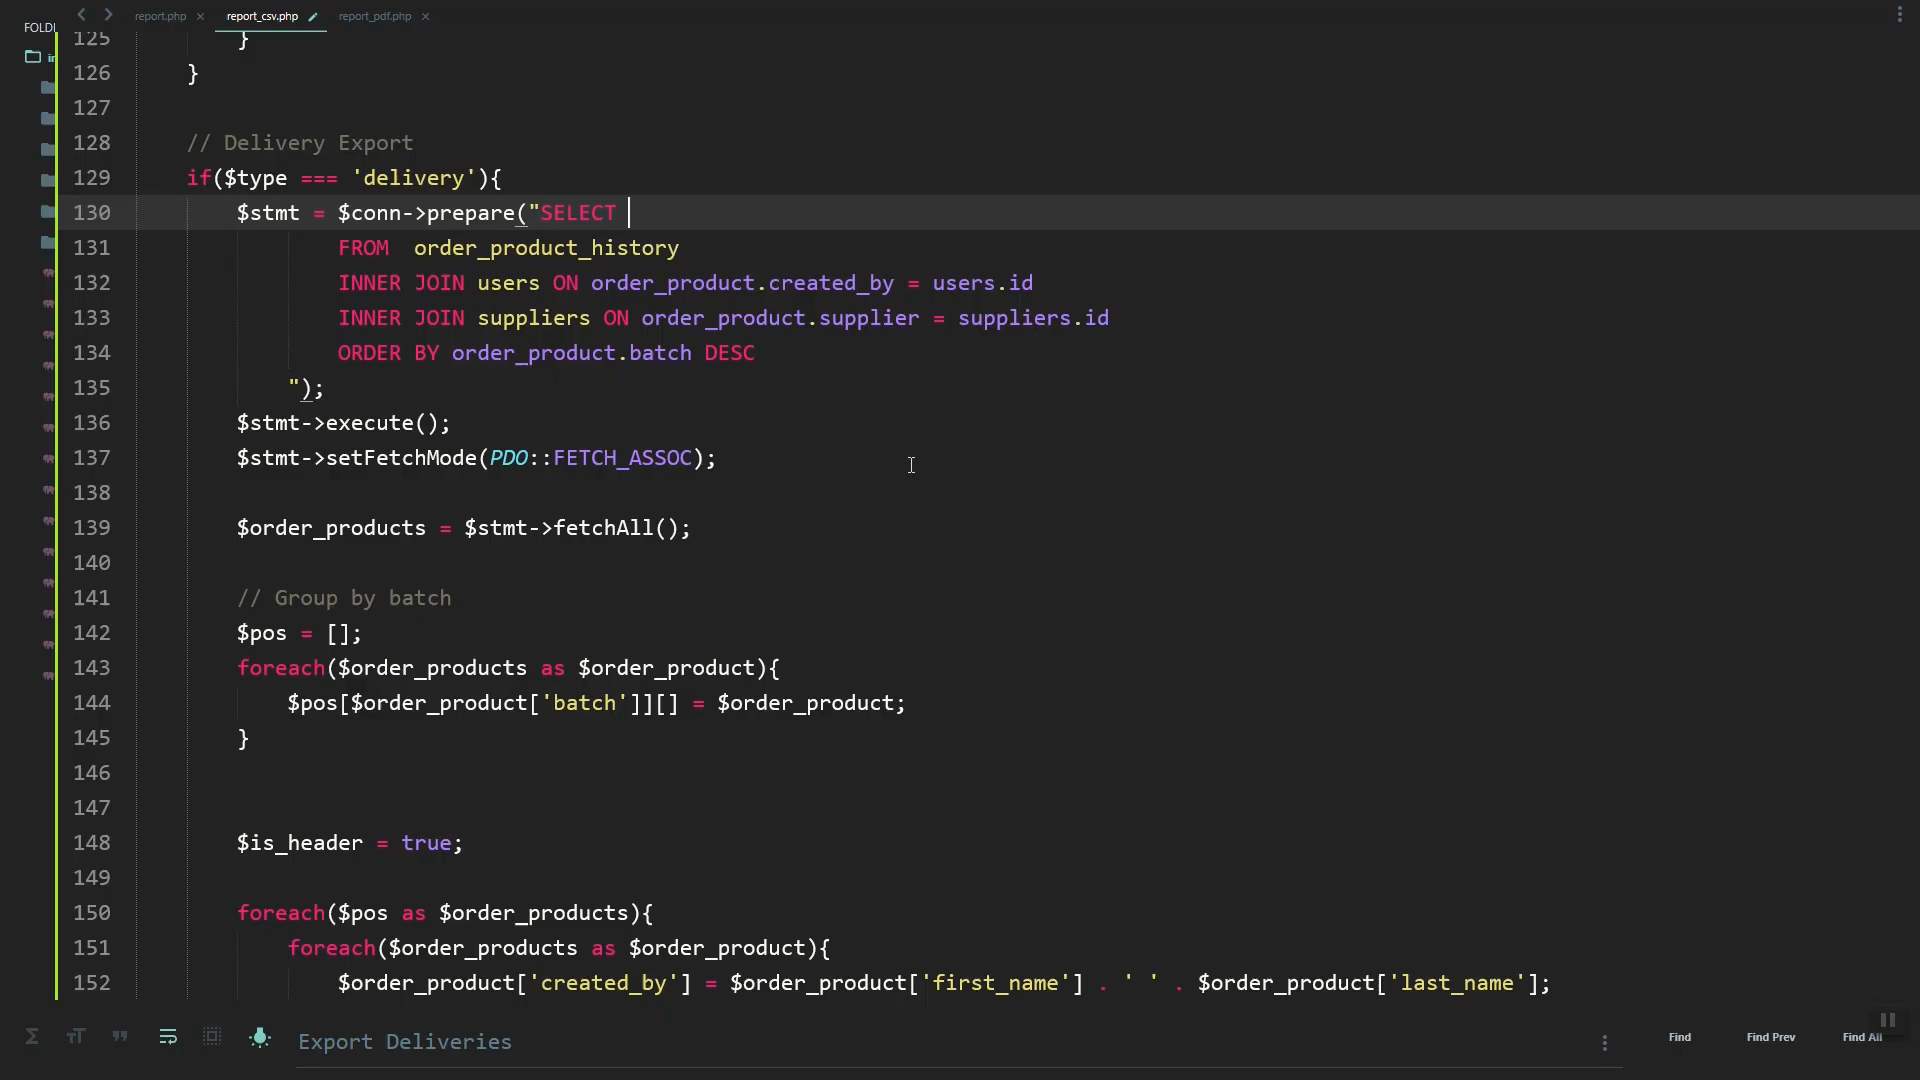 FOLD
report.php ×
report_csv.php
report_pdf.php ×
125 }
126 }
127
128 // Delivery Export
129 if($type === 'delivery'){
130 $stmt = $conn->prepare("SELECT
131 FROM order_product_history
132 INNER JOIN users ON order_product.created_by = users.id
133 INNER JOIN suppliers ON order_product.supplier = suppliers.id
134 ORDER BY order_product.batch DESC
135 ");
136 $stmt->execute();
137 $stmt->setFetchMode(PDO::FETCH_ASSOC);
138
139 $order_products = $stmt->fetchAll();
140
141 // Group by batch
142 $pos = [];
143 foreach($order_products as $order_product){
144 $pos[$order_product['batch']][] = $order_product;
145 }
146
147
148 $is_header = true;
149
150 foreach($pos as $order_products){
151 foreach($order_products as $order_product){
152 $order_product['created_by'] = $order_product['first_name'] . ' ' . $order_product['last_name'];
Export Deliveries
Find
Find Prev
Find All